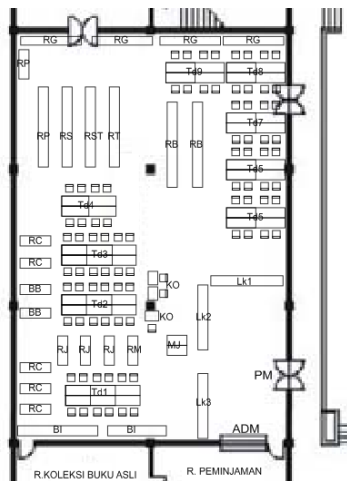 RG RG RG RG
RP Td9 Td8
RP RS RST RT RB RB Td7
Td5
Td4 Td5
RC
RC Td3
BB KO Lk1
BB Td2 KO Lk2
RJ RJ RJ RM MJ
RC PM
RC Td1 Lk3
RC
BI BI ADM
R.KOLEKSI BUKU ASLI R. PEMINJAMAN